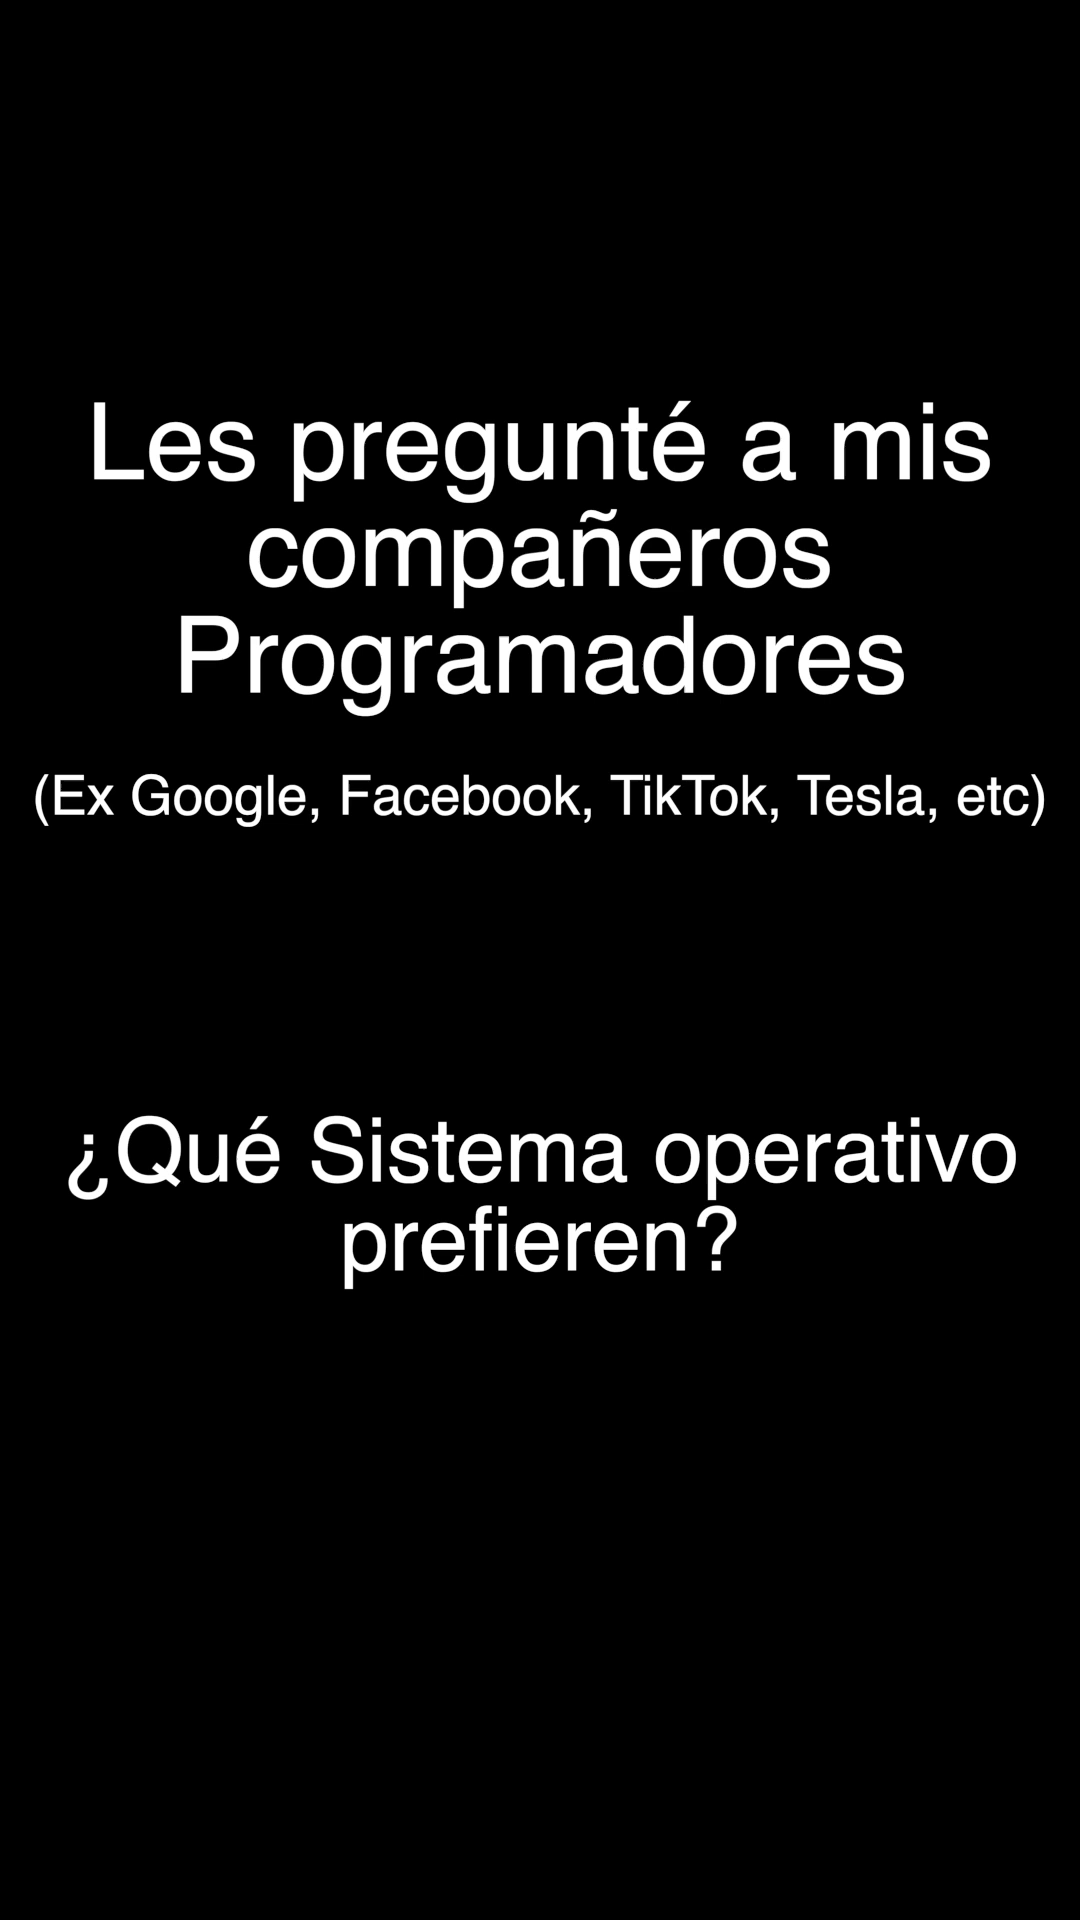 Les pregunté a mis
compañeros
Programadores
(Ex Google, Facebook, TikTok, Tesla, etc)
¿Qué Sistema operativo
prefieren?